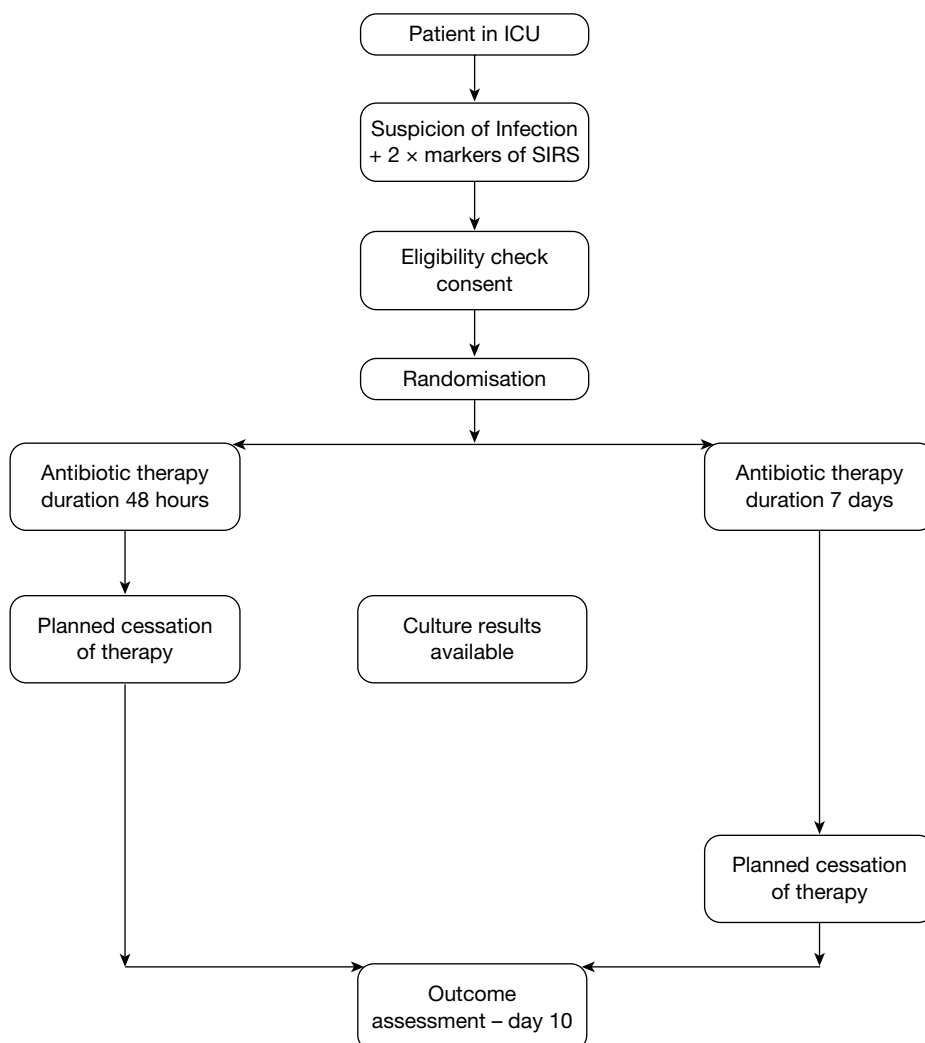 Patient in ICU
Suspicion of Infection
+ 2 × markers of SIRS
Eligibility check
consent
Randomisation
Antibiotic therapy
duration 48 hours
Antibiotic therapy
duration 7 days
Planned cessation
of therapy
Culture results
available
Planned cessation
of therapy
Outcome
assessment – day 10